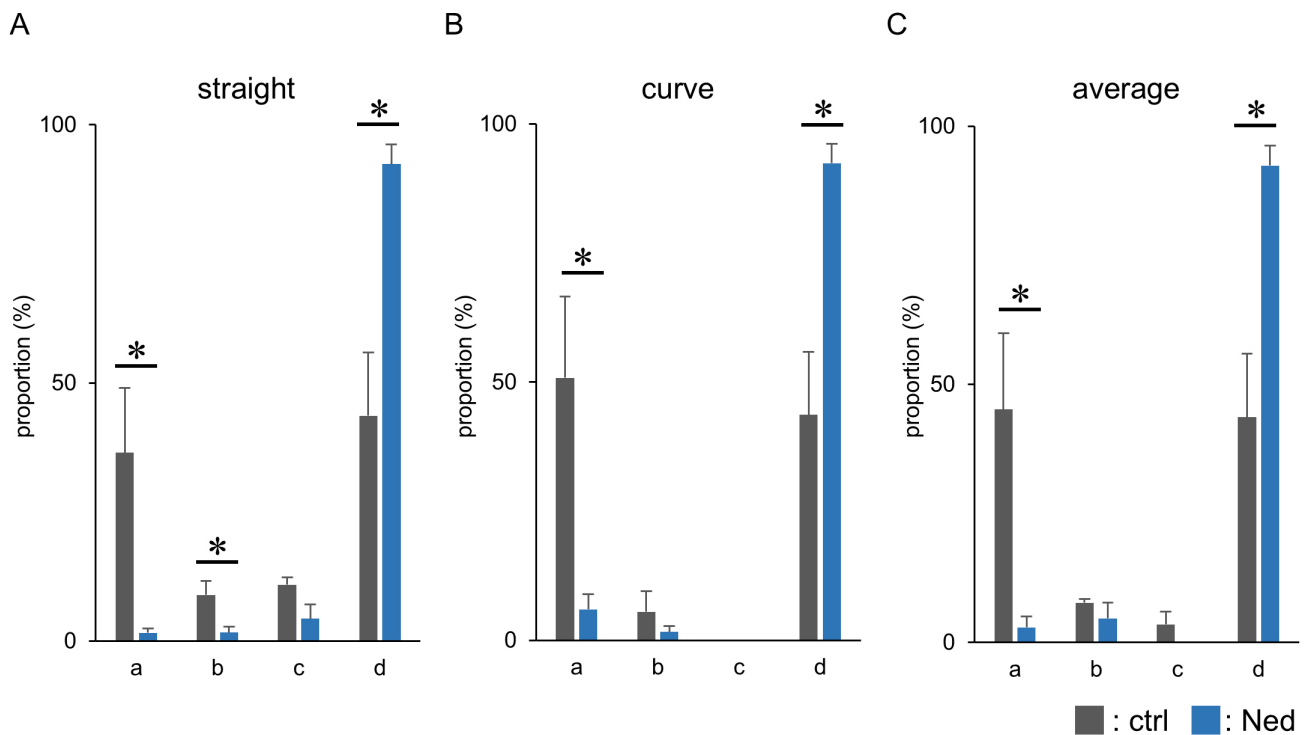 A
straight
*
100
*
50
*
0
proportion (%)
a b c d
B
curve
*
100
*
50
0
proportion (%)
a b c d
C
average
*
100
*
50
0
proportion (%)
a b c d
: ctrl : Ned